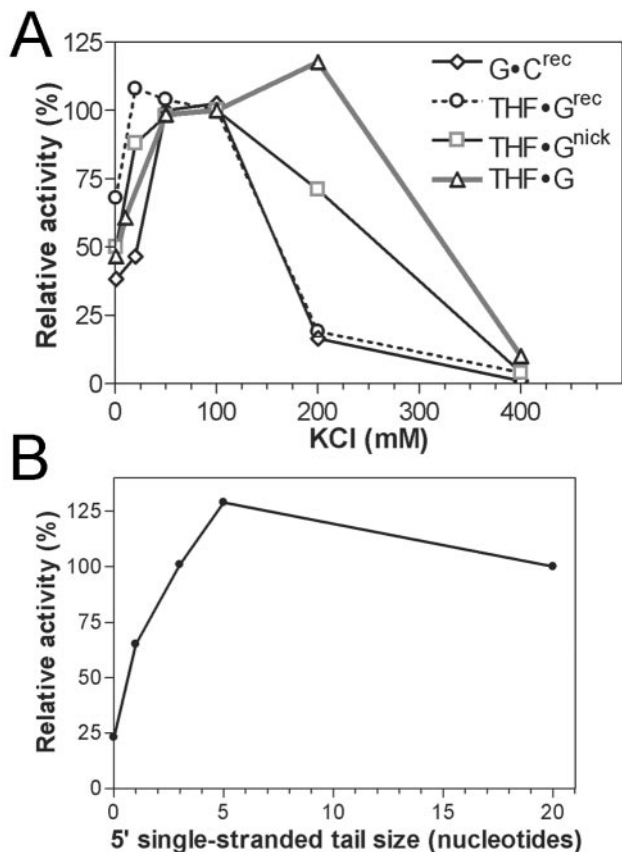 A
Relative activity (%)
125
100
75
50
25
0
G•C^rec
THF•G^rec
THF•G^nick
THF•G
0 100 200 300 400
KCl (mM)
B
Relative activity (%)
125
100
75
50
25
0
0 5 10 15 20
5' single-stranded tail size (nucleotides)